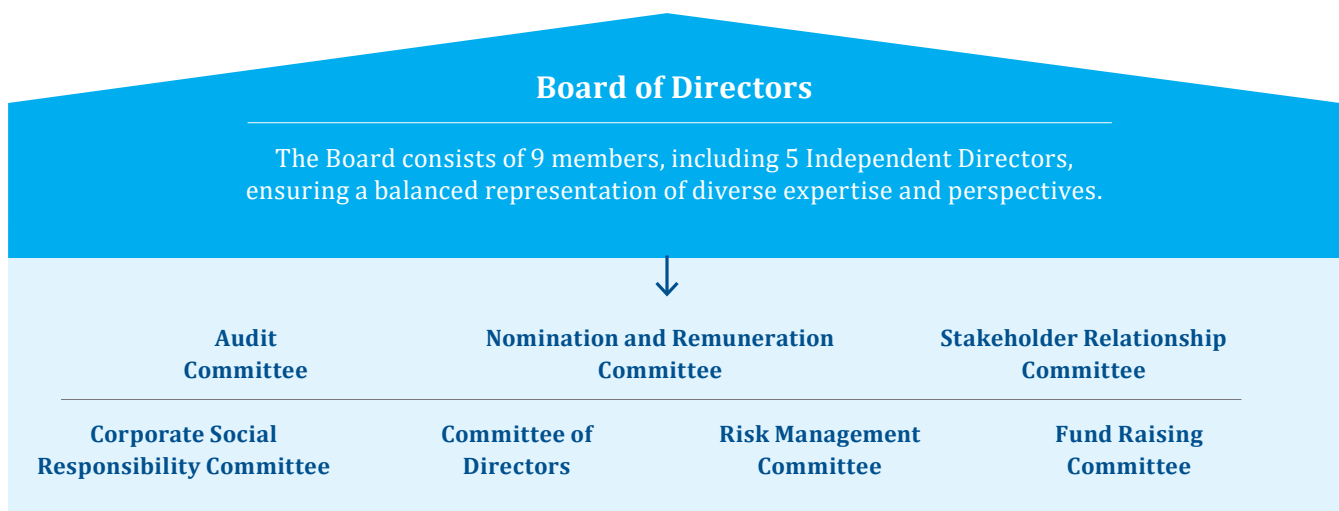 Board of Directors
The Board consists of 9 members, including 5 Independent Directors,
ensuring a balanced representation of diverse expertise and perspectives.
Audit
Committee
Nomination and Remuneration
Committee
Stakeholder Relationship
Committee
Corporate Social
Responsibility Committee
Committee of
Directors
Risk Management
Committee
Fund Raising
Committee